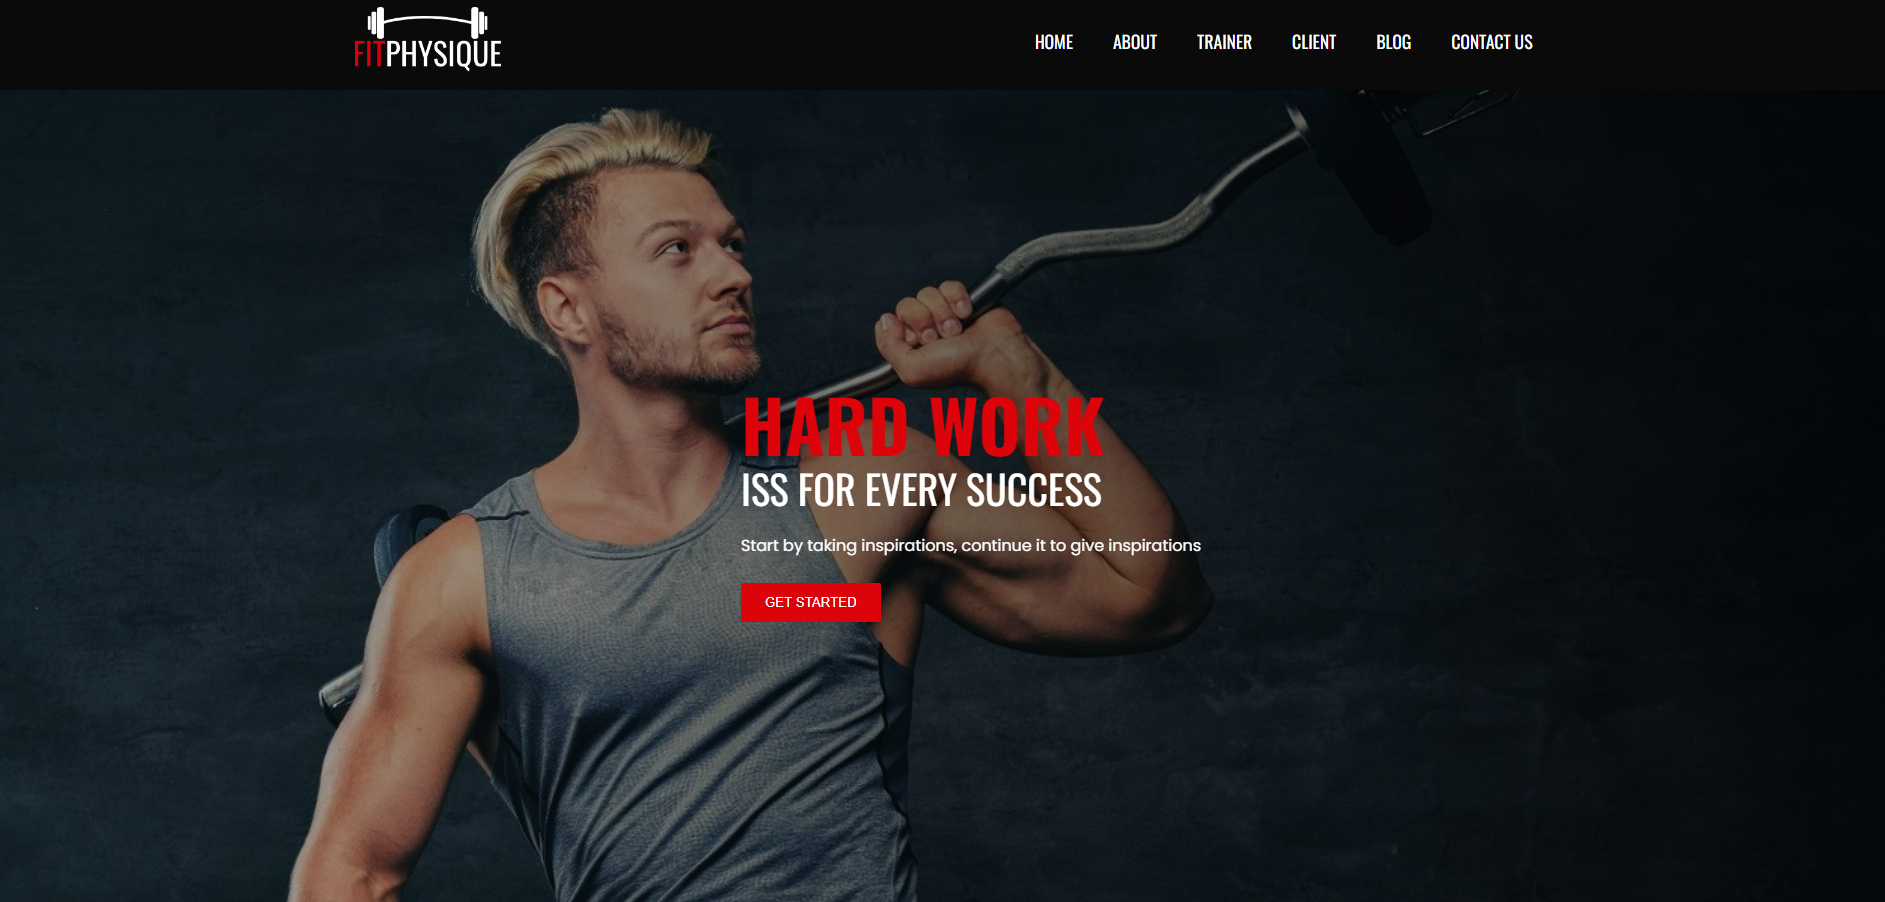 FITPHYSIQUE
HOME ABOUT TRAINER CLIENT BLOG CONTACT US
HARD WORK
ISS FOR EVERY SUCCESS
Start by taking inspirations, continue it to give inspirations
GET STARTED